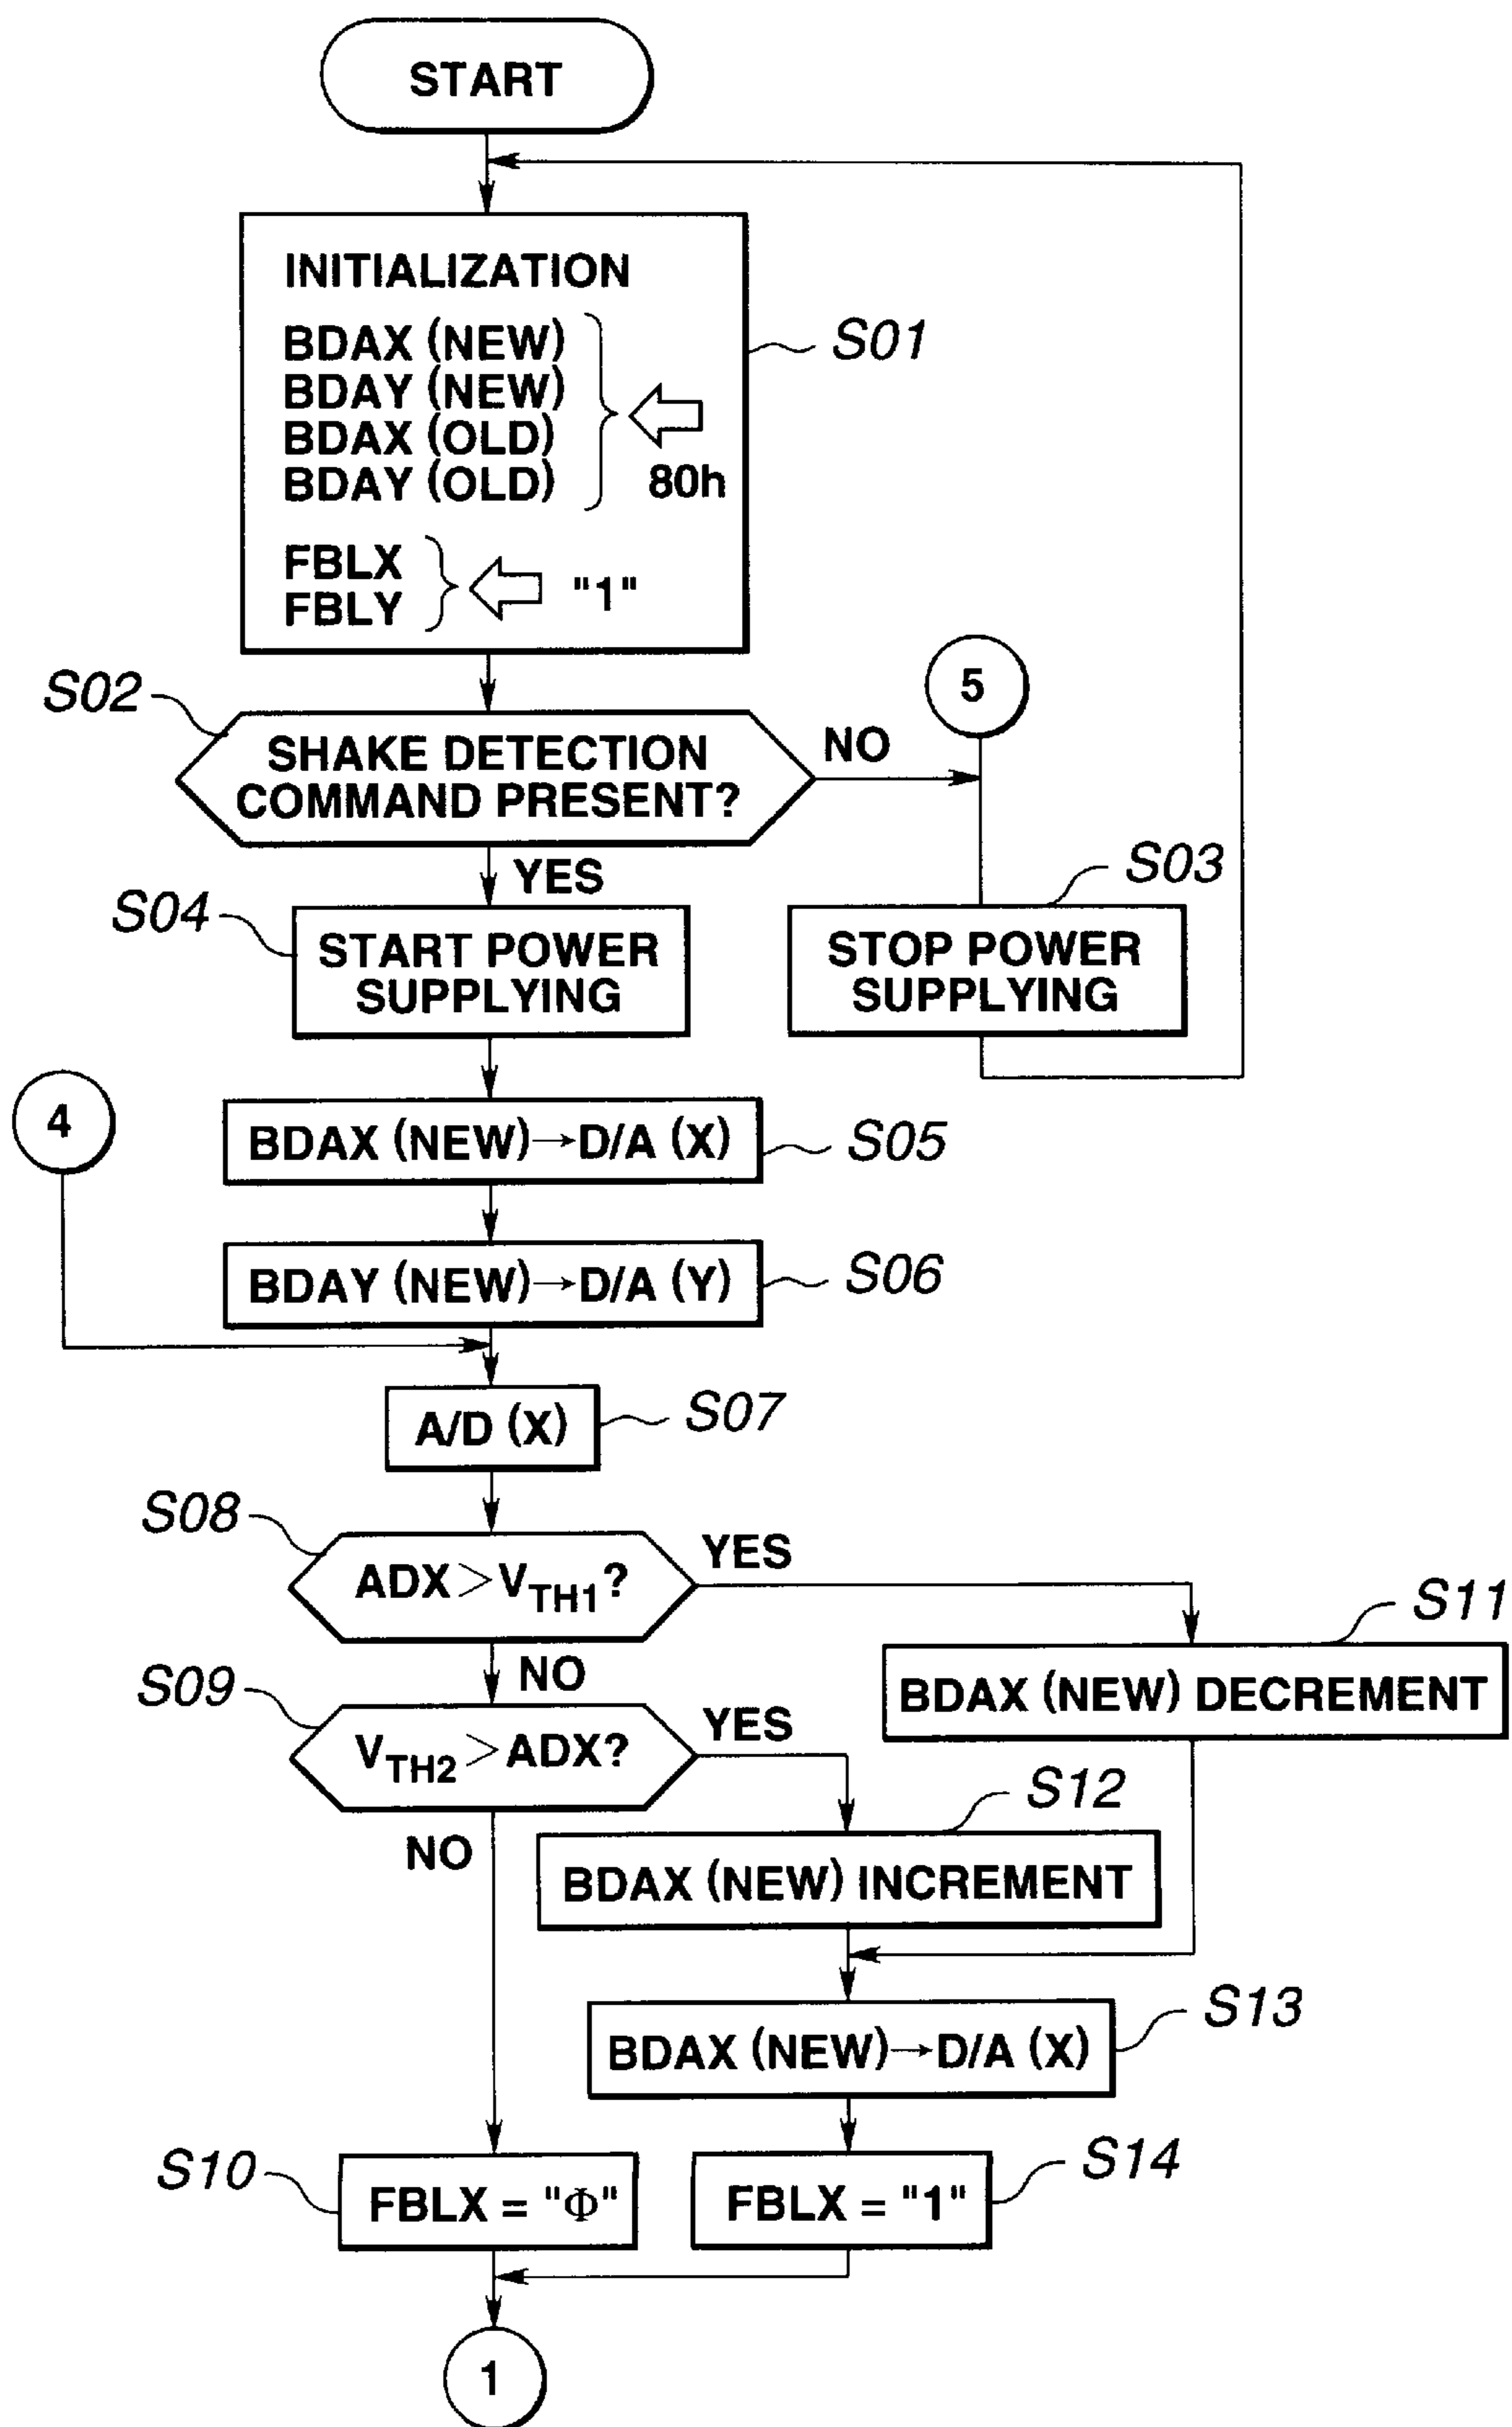 START
INITIALIZATION
BDAX (NEW)
BDAY (NEW)
BDAX (OLD)
BDAY (OLD)
80h
FBLX
FBLY
"1"
S01
S02
SHAKE DETECTION
COMMAND PRESENT?
NO
5
YES
S03
S04
START POWER
SUPPLYING
STOP POWER
SUPPLYING
4
BDAX (NEW)→D/A (X)
S05
BDAY (NEW)→D/A (Y)
S06
A/D (X)
S07
S08
ADX>VTH1?
YES
S11
NO
BDAX (NEW) DECREMENT
S09
VTH2>ADX?
YES
S12
NO
BDAX (NEW) INCREMENT
S13
BDAX (NEW)→D/A (X)
S10
FBLX = "Φ"
S14
FBLX = "1"
1